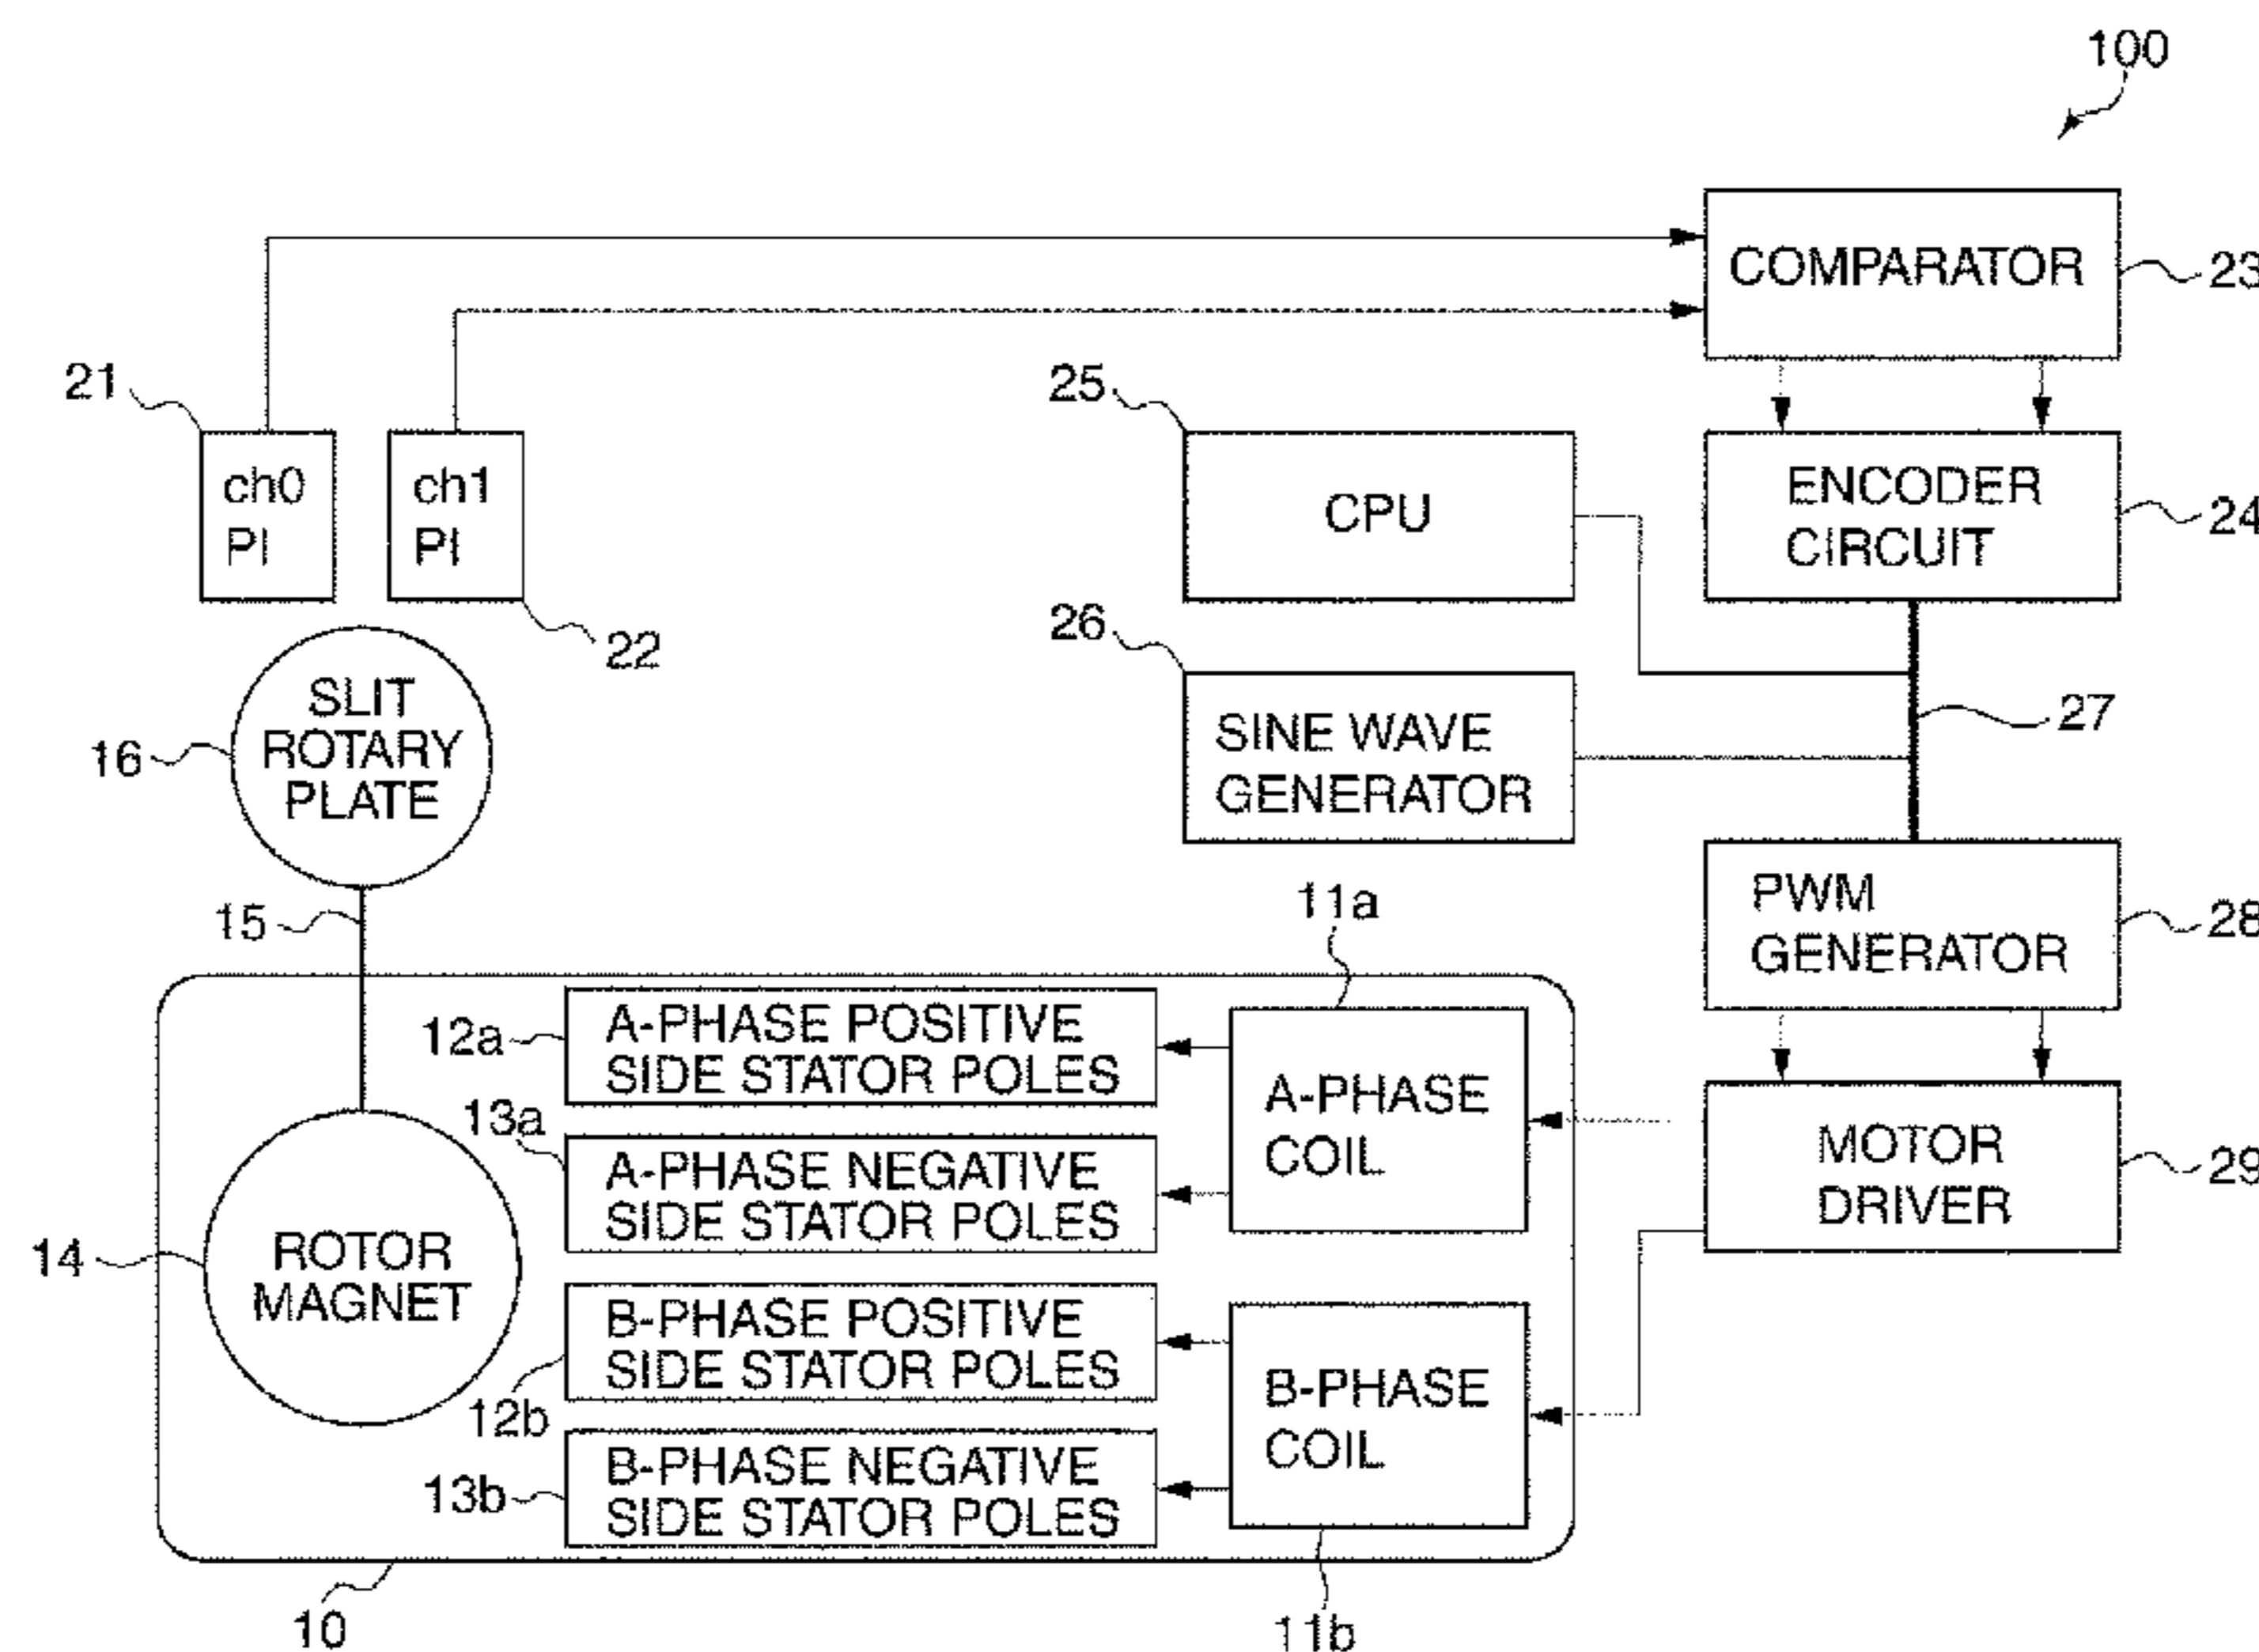 100
COMPARATOR
23
21
25
ch0
PI
ch1
PI
CPU
ENCODER
CIRCUIT
24
22
26
SLIT
ROTARY
PLATE
16
SINE WAVE
GENERATOR
27
15
11a
PWM
GENERATOR
28
12a
A-PHASE POSITIVE
SIDE STATOR POLES
A-PHASE
COIL
13a
A-PHASE NEGATIVE
SIDE STATOR POLES
MOTOR
DRIVER
29
14
ROTOR
MAGNET
B-PHASE POSITIVE
SIDE STATOR POLES
12b
B-PHASE
COIL
13b
B-PHASE NEGATIVE
SIDE STATOR POLES
10
11b